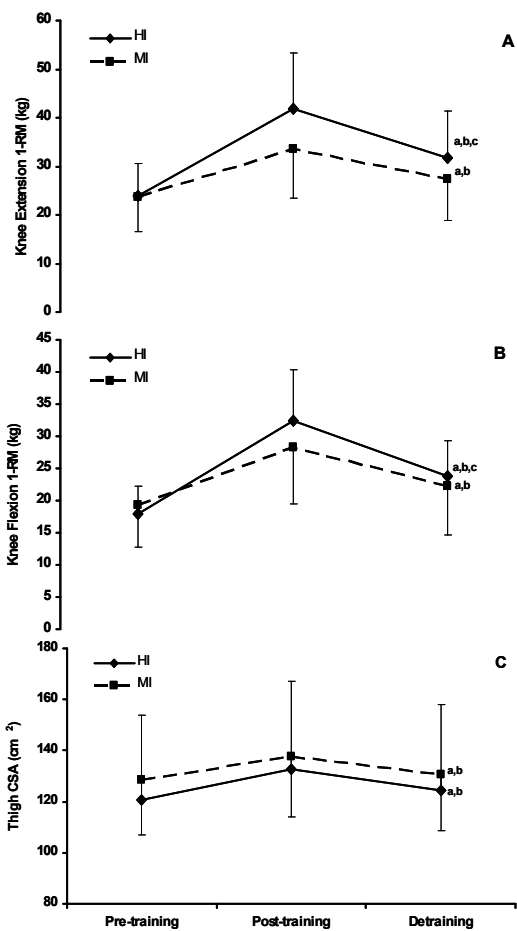 60
50
40
30
20
10
0
Knee Extension 1-RM (kg)
HI
MI
A
a,b,c
a,b
45
40
35
30
25
20
15
10
5
0
Knee Flexion 1-RM (kg)
HI
MI
B
a,b,c
a,b
180
160
140
120
100
80
Thigh CSA (cm ²)
HI
MI
C
a,b
a,b
Pre-training Post-training Detraining